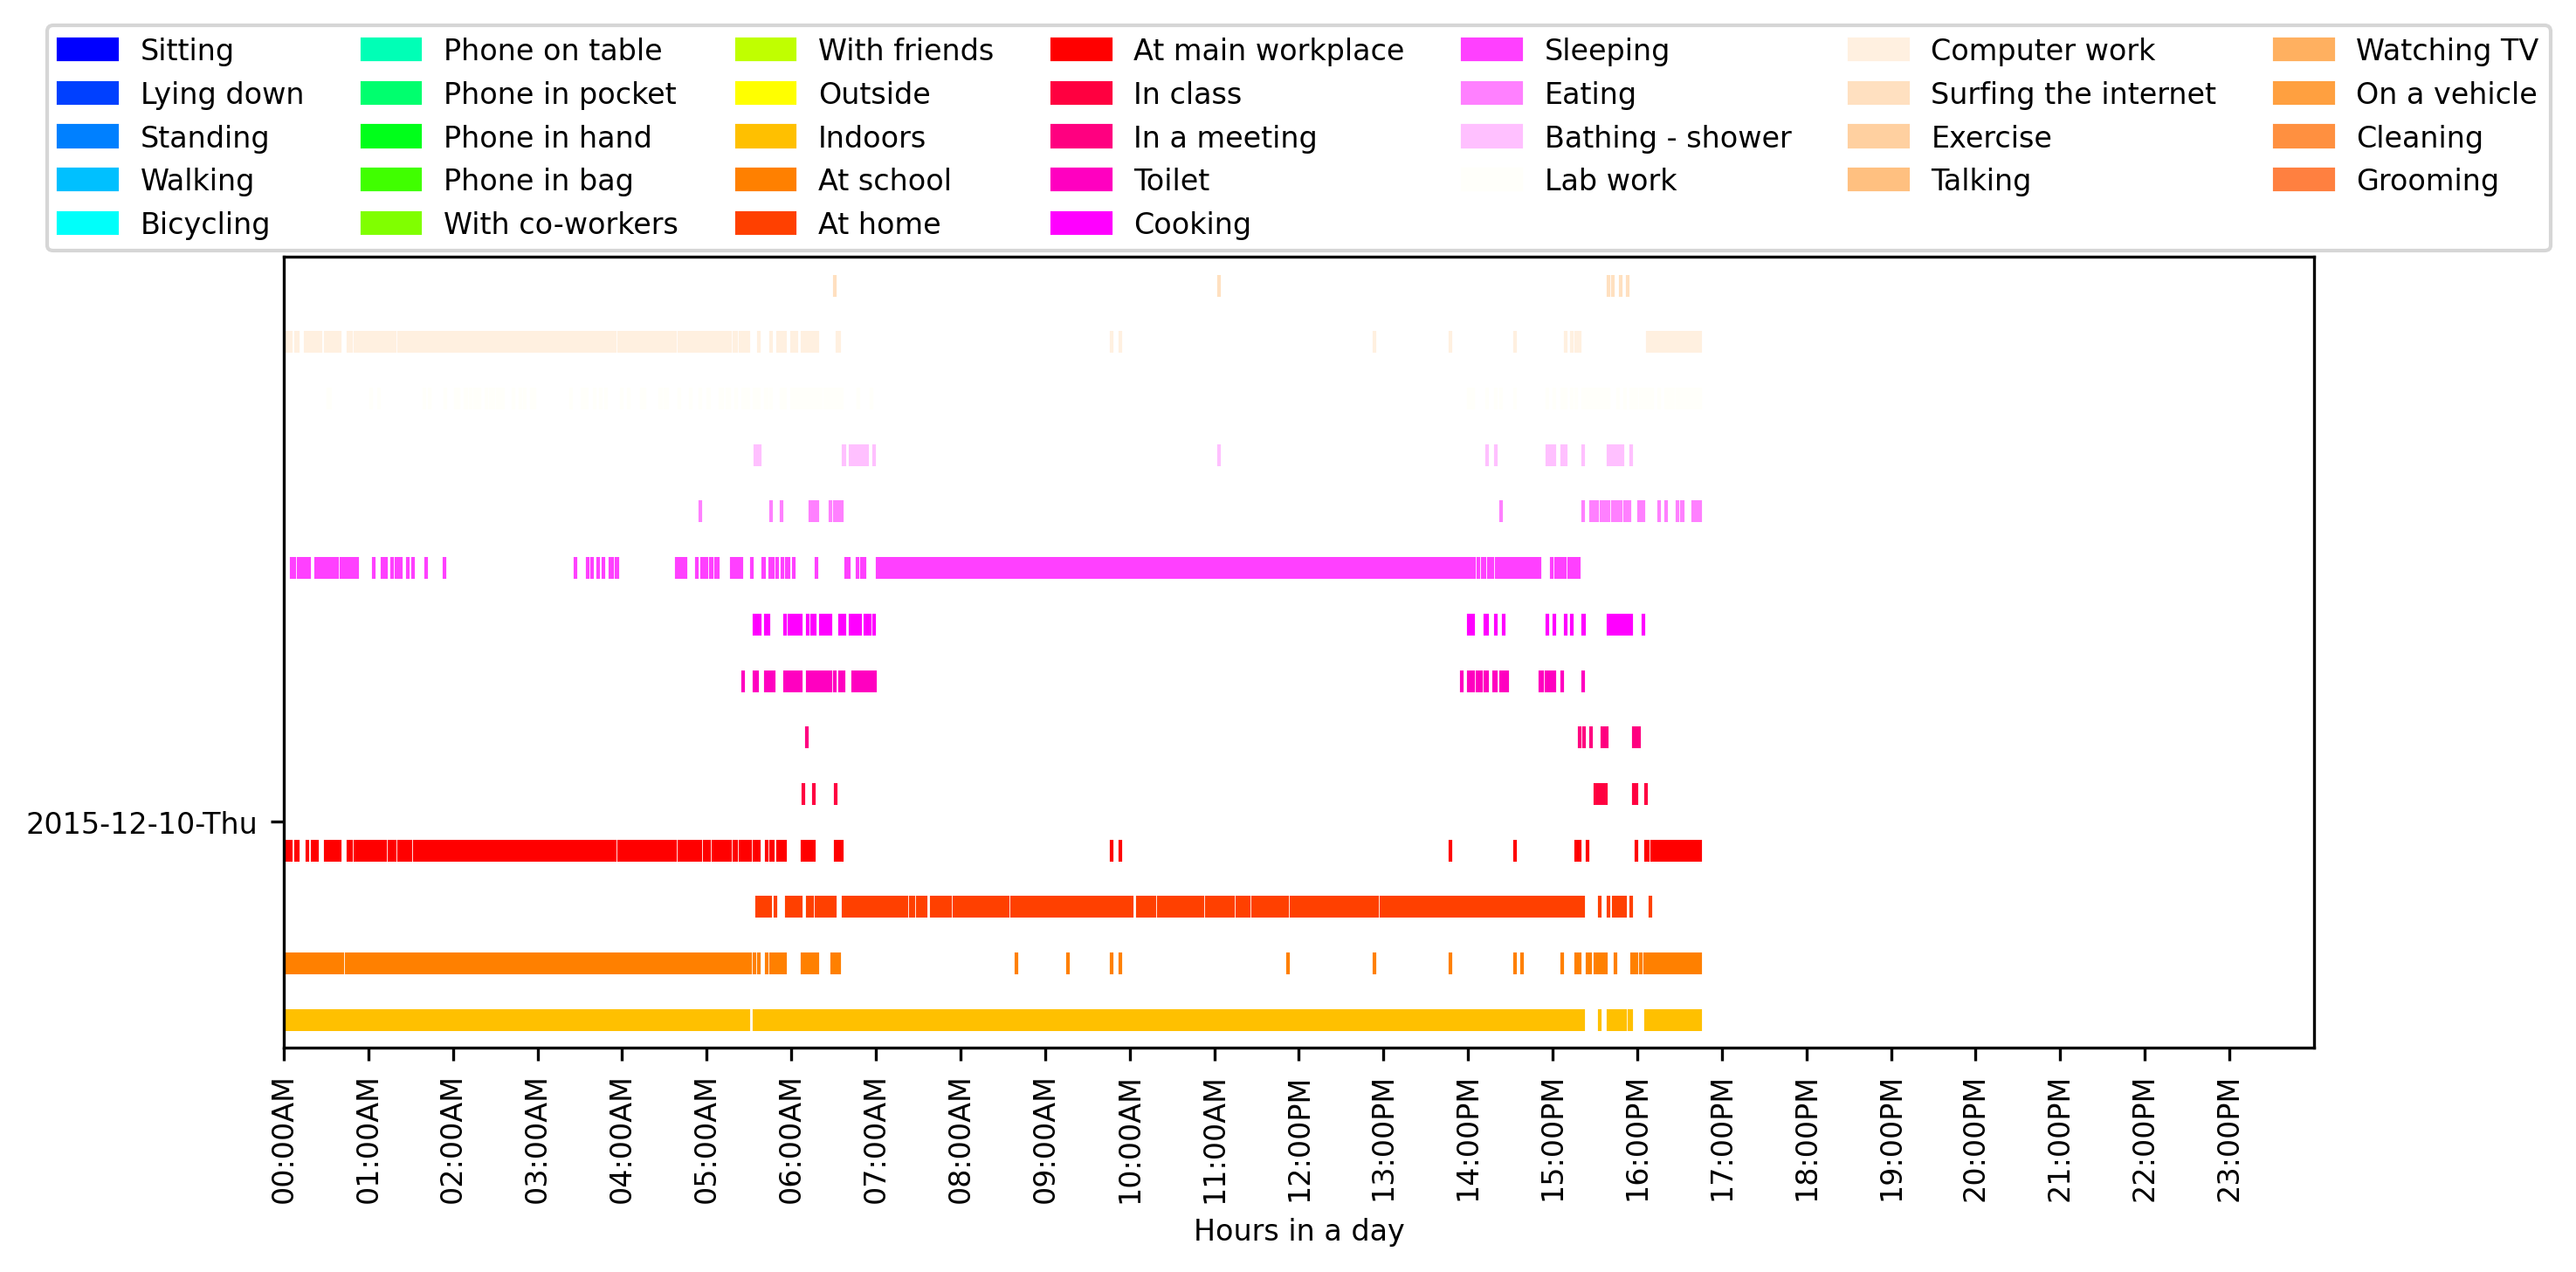 Sitting
Lying down
Standing
Walking
Bicycling
Phone on table
Phone in pocket
Phone in hand
Phone in bag
With co-workers
With friends
Outside
Indoors
At school
At home
At main workplace
In class
In a meeting
Toilet
Cooking
Sleeping
Eating
Bathing - shower
Lab work
Computer work
Surfing the internet
Exercise
Talking
Watching TV
On a vehicle
Cleaning
Grooming
2015-12-10-Thu
00:00AM
01:00AM
02:00AM
03:00AM
04:00AM
05:00AM
06:00AM
07:00AM
08:00AM
09:00AM
10:00AM
11:00AM
12:00PM
13:00PM
14:00PM
15:00PM
16:00PM
17:00PM
18:00PM
19:00PM
20:00PM
21:00PM
22:00PM
23:00PM
Hours in a day